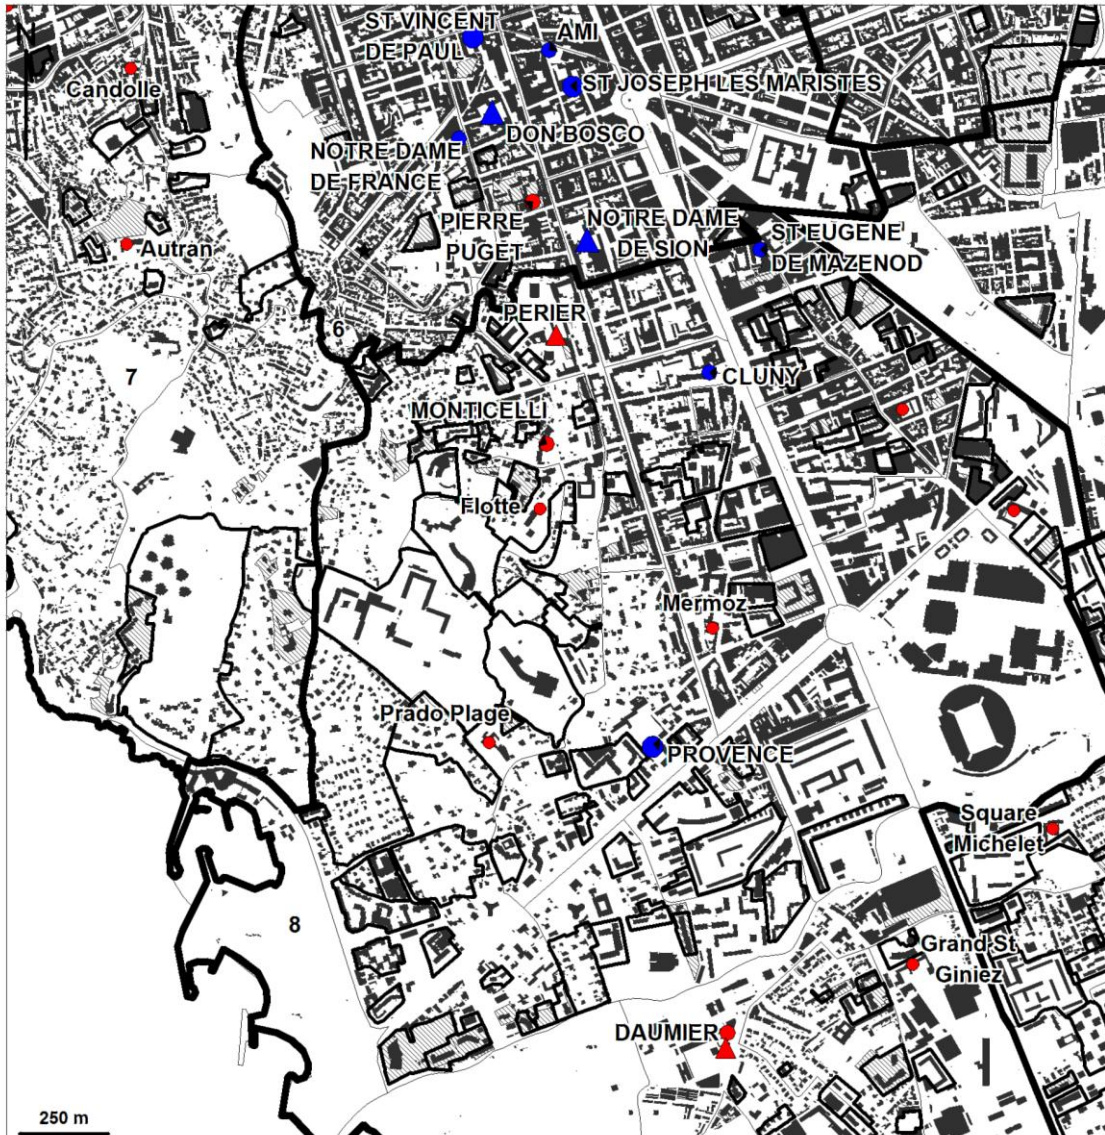 N
ST VINCENT
DE PAUL
AMI
Candolle
ST JOSEPH LES MARISTES
DON BOSCO
NOTRE DAME
DE FRANCE
PIERRE
PUGET
NOTRE DAME
DE SION
ST EUGENE
DE MAZENOD
Autran
6
PERIER
7
CLUNY
MONTICELLI
Flotte
Mermoz
Prado Plage
PROVENCE
Square
Michelet
8
Grand St
Giniez
DAUMIER
250 m